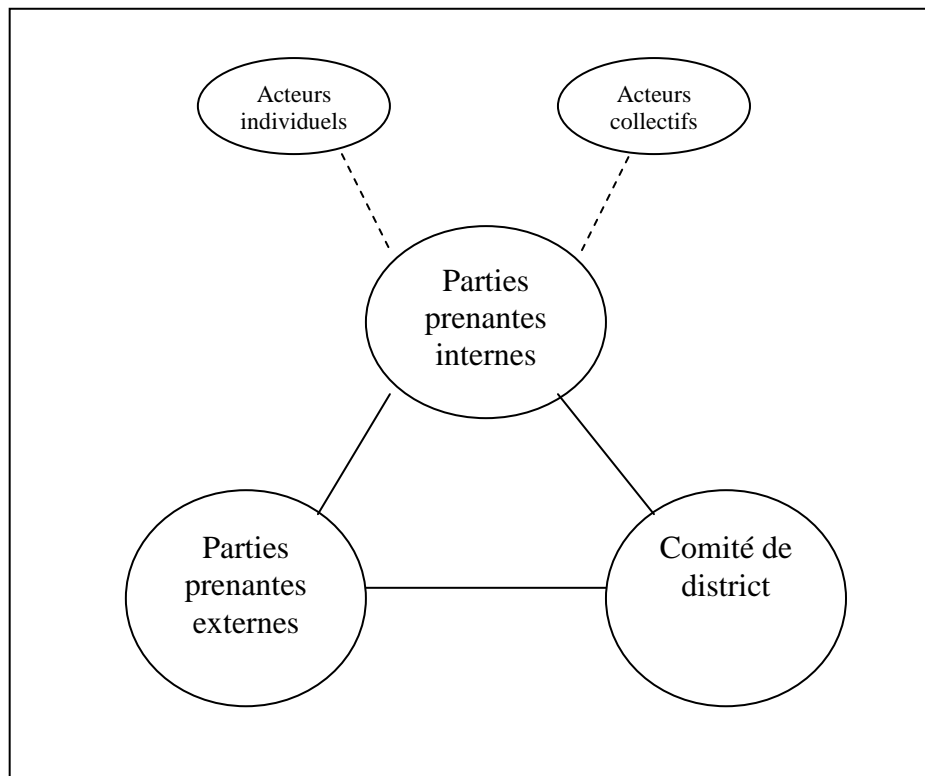 Acteurs
individuels
Acteurs
collectifs
Parties
prenantes
internes
Parties
prenantes
externes
Comité de
district